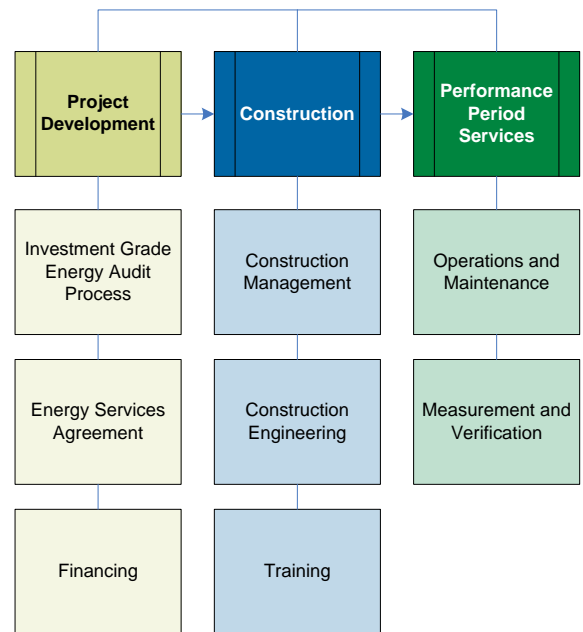 Project
Development
Construction
Performance
Period
Services
Investment Grade
Energy Audit
Process
Construction
Management
Operations and
Maintenance
Energy Services
Agreement
Construction
Engineering
Measurement and
Verification
Financing
Training